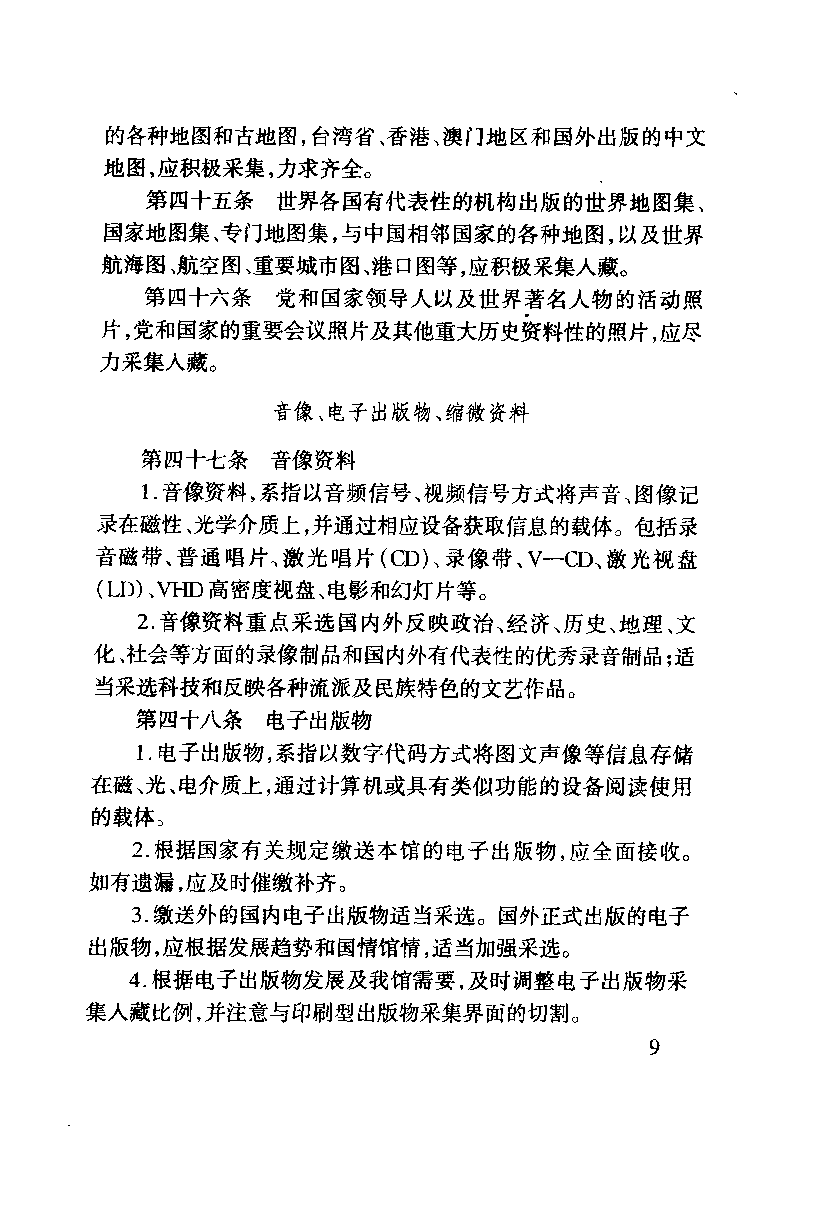 的各种地图和古地图,台湾省、香港、澳门地区和国外出版的中文
地图,应积极采集,力求齐全。
第四十五条 世界各国有代表性的机构出版的世界地图集、
国家地图集、专门地图集,与中国相邻国家的各种地图,以及世界
航海图、航空图、重要城市图、港口图等,应积极采集入藏。
第四十六条 党和国家领导人以及世界著名人物的活动照
片,党和国家的重要会议照片及其他重大历史资料性的照片,应尽
力采集入藏。
音像、电子出版物、缩微资料
第四十七条 音像资料
1.音像资料,系指以音频信号、视频信号方式将声音、图像记
录在磁性、光学介质上,并通过相应设备获取信息的载体。包括录
音磁带、普通唱片、激光唱片(CD)、录像带、V—CD、激光视盘
(LD)、VHD高密度视盘、电影和幻灯片等。
2.音像资料重点采选国内外反映政治、经济、历史、地理、文
化、社会等方面的录像制品和国内外有代表性的优秀录音制品;适
当采选科技和反映各种流派及民族特色的文艺作品。
第四十八条 电子出版物
1.电子出版物,系指以数字代码方式将图文声像等信息存储
在磁、光、电介质上,通过计算机或具有类似功能的设备阅读使用
的载体。
2.根据国家有关规定缴送本馆的电子出版物,应全面接收。
如有遗漏,应及时催缴补齐。
3.缴送外的国内电子出版物适当采选。国外正式出版的电子
出版物,应根据发展趋势和国情馆情,适当加强采选。
4.根据电子出版物发展及我馆需要,及时调整电子出版物采
集入藏比例,并注意与印刷型出版物采集界面的切割。
9